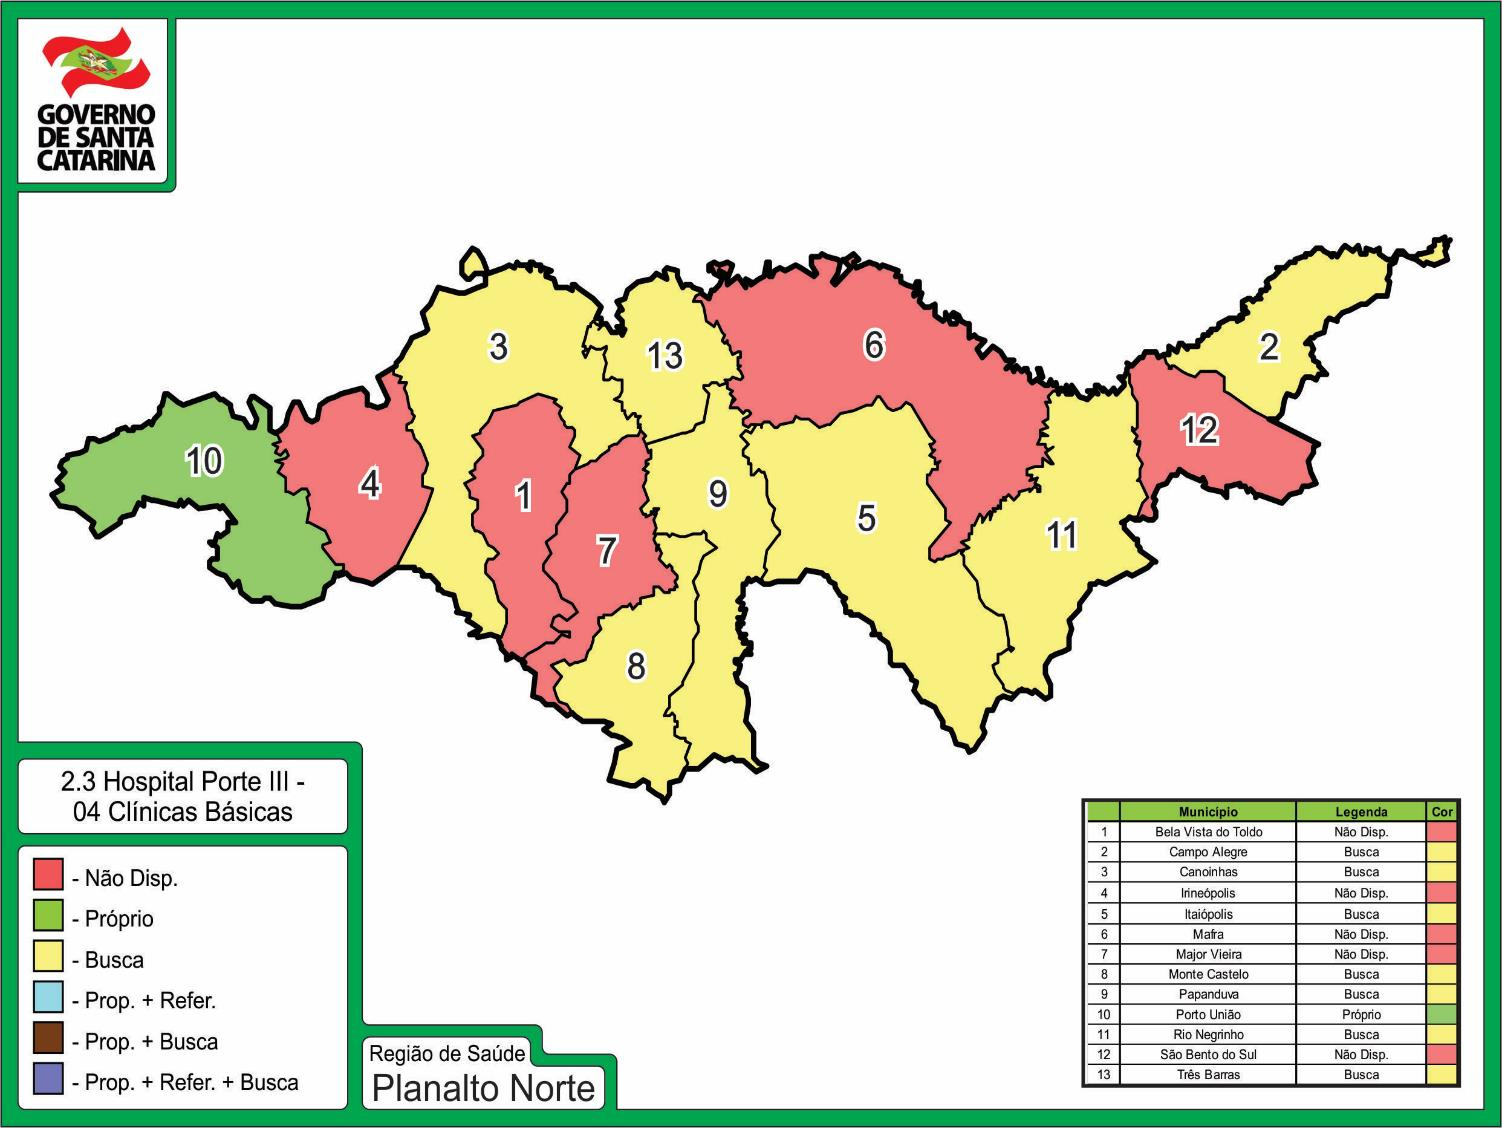 GOVERNO
DE SANTA
CATARINA
3
13
6
2
10
4
1
9
7
5
11
12
8
2.3 Hospital Porte III -
04 Clínicas Básicas
- Não Disp.
- Próprio
- Busca
- Prop. + Refer.
- Prop. + Busca
- Prop. + Refer. + Busca
Região de Saúde
Planalto Norte
Município Legenda Cor
1 Bela Vista do Toldo Não Disp.
2 Campo Alegre Busca
3 Canoinhas Busca
4 Irineópolis Não Disp.
5 Itaiópolis Busca
6 Mafra Não Disp.
7 Major Vieira Não Disp.
8 Monte Castelo Busca
9 Papanduva Busca
10 Porto União Próprio
11 Rio Negrinho Busca
12 São Bento do Sul Não Disp.
13 Três Barras Busca